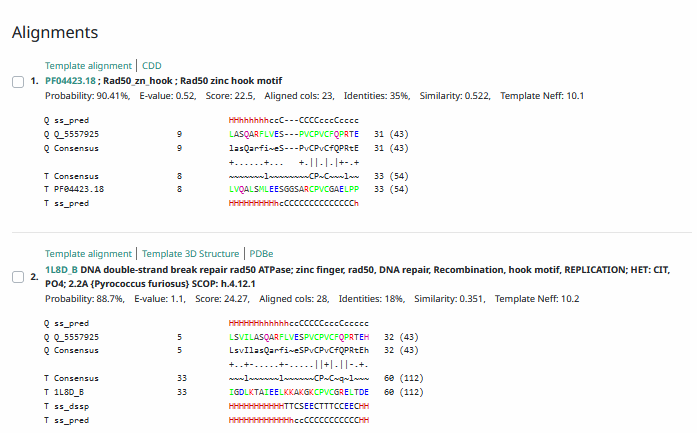 Alignments
Template alignment | CDD
1. PF04423.18 ; Rad50_zn_hook ; Rad50 zinc hook motif
Probability: 90.41%, E-value: 0.52, Score: 22.5, Aligned cols: 23, Identities: 35%, Similarity: 0.522, Template Neff: 10.1
Q ss_pred HHhhhhhhccC---CCCCcccCcccc
Q Q_5557925 9 LASQARFLVES---PVCPVCFQPRTE 31 (43)
Q Consensus 9 lasQarfi~eS---PvCPvCfQPRtE 31 (43)
+......+... +.||.|.|+-.+
T Consensus 8 ~~~~~~~l~~~~~~~~~~CP~C~~~l~~ 33 (54)
T PF04423.18 8 LVQALSMLEESGGSARCPVCGAELPP 33 (54)
T ss_pred HHHHHHHHHhcCCCCCCCCCCCCCCCCh
Template alignment | Template 3D Structure | PDBe
2. 1L8D_B DNA double-strand break repair rad50 ATPase; zinc finger, rad50, DNA repair, Recombination, hook motif, REPLICATION; HET: CIT,
PO4; 2.2A {Pyrococcus furiosus} SCOP: h.4.12.1
Probability: 88.7%, E-value: 1.1, Score: 24.27, Aligned cols: 28, Identities: 18%, Similarity: 0.351, Template Neff: 10.2
Q ss_pred HHHHHHhhhhhhccCCCCCcccCcccccc
Q Q_5557925 5 LSVILASQARFLVESPVCPVCFQPRTEH 32 (43)
Q Consensus 5 LsvIlasQarfi~eSPvCPvCfQPRtEh 32 (43)
+..+-.....+-.....||+|.||.-+.
T Consensus 33 ~~~l~~~~~~~l~~~~~~~CP~C~~q~l~~~ 60 (112)
T 1L8D_B 33 IGDLKTAIEELKKAKGKCPVCGRELTDE 60 (112)
T ss_dssp HHHHHHHHHHHHTTCSEECTTTCCEECHH
T ss_pred HHHHHHHHHHHHhccCCCCCCCCCCCCHH